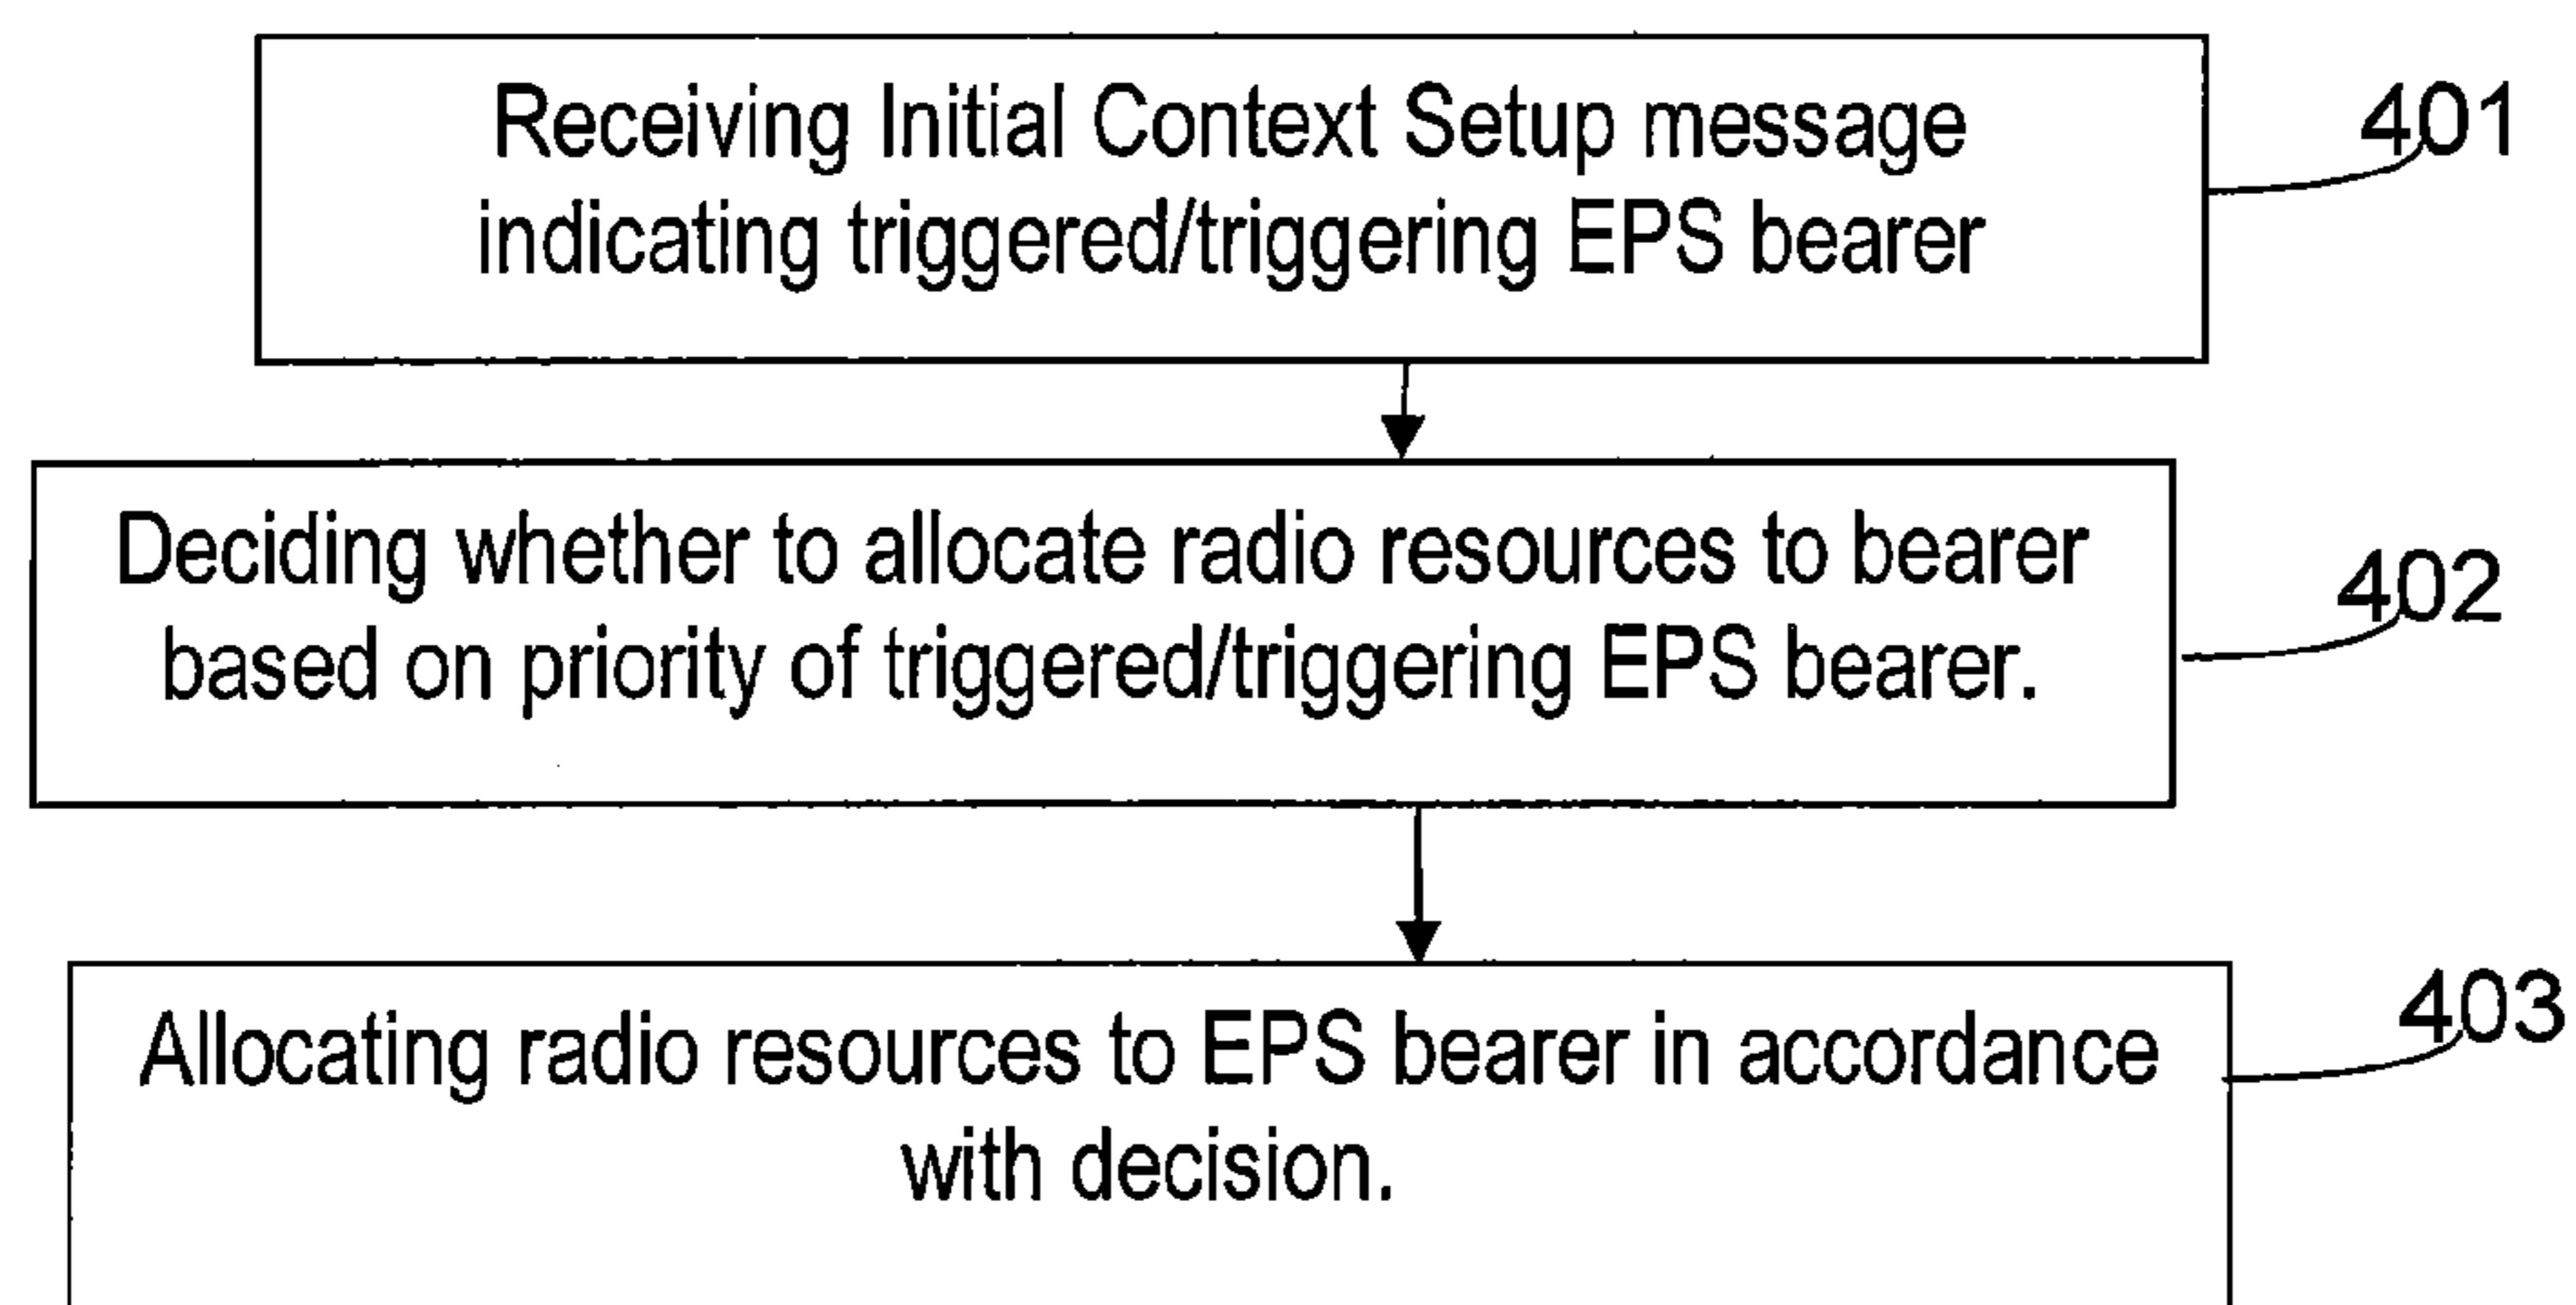 Receiving Initial Context Setup message
indicating triggered/triggering EPS bearer
401
Deciding whether to allocate radio resources to bearer
based on priority of triggered/triggering EPS bearer.
402
Allocating radio resources to EPS bearer in accordance
with decision.
403